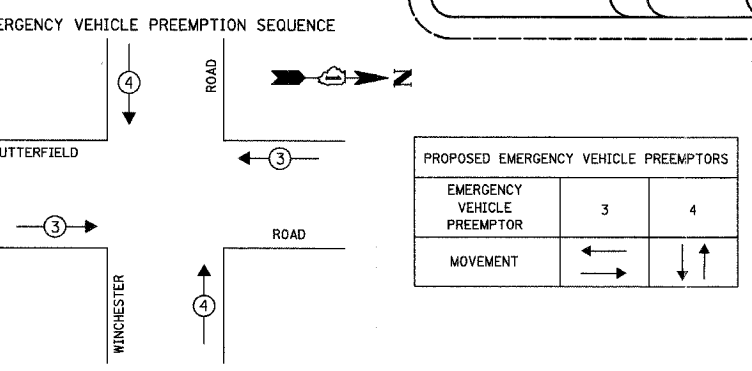 ERGENCY VEHICLE PREEMPTION SEQUENCE
4
ROAD
N
UTTERFIELD
3
3
ROAD
WINCHESTER
4
PROPOSED EMERGENCY VEHICLE PREEMPTORS
EMERGENCY
VEHICLE
PREEMPTOR
3
4
MOVEMENT